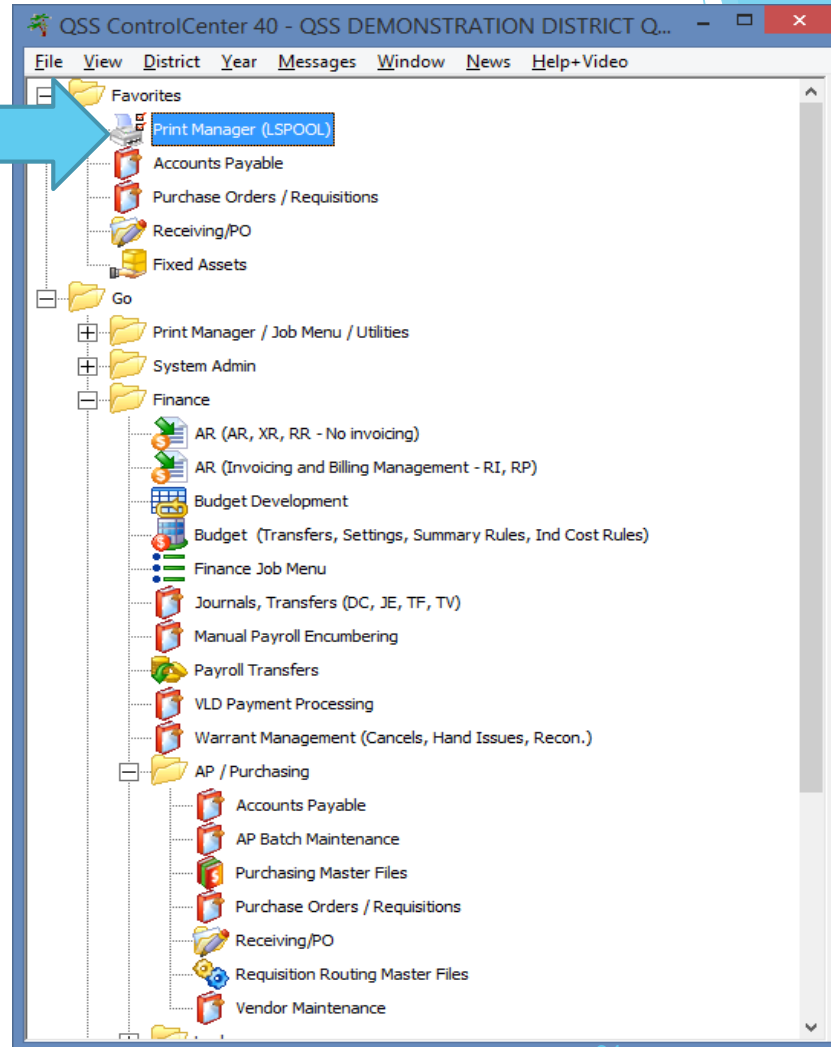 QSS ControlCenter 40 - QSS DEMONSTRATION DISTRICT Q...
File View District Year Messages Window News Help+Video
Favorites
Print Manager (LSPOOL)
Accounts Payable
Purchase Orders / Requisitions
Receiving/PO
Fixed Assets
Go
Print Manager / Job Menu / Utilities
System Admin
Finance
AR (AR, XR, RR - No invoicing)
AR (Invoicing and Billing Management - RI, RP)
Budget Development
Budget (Transfers, Settings, Summary Rules, Ind Cost Rules)
Finance Job Menu
Journals, Transfers (DC, JE, TF, TV)
Manual Payroll Encumbering
Payroll Transfers
VLD Payment Processing
Warrant Management (Cancels, Hand Issues, Recon.)
AP / Purchasing
Accounts Payable
AP Batch Maintenance
Purchasing Master Files
Purchase Orders / Requisitions
Receiving/PO
Requisition Routing Master Files
Vendor Maintenance